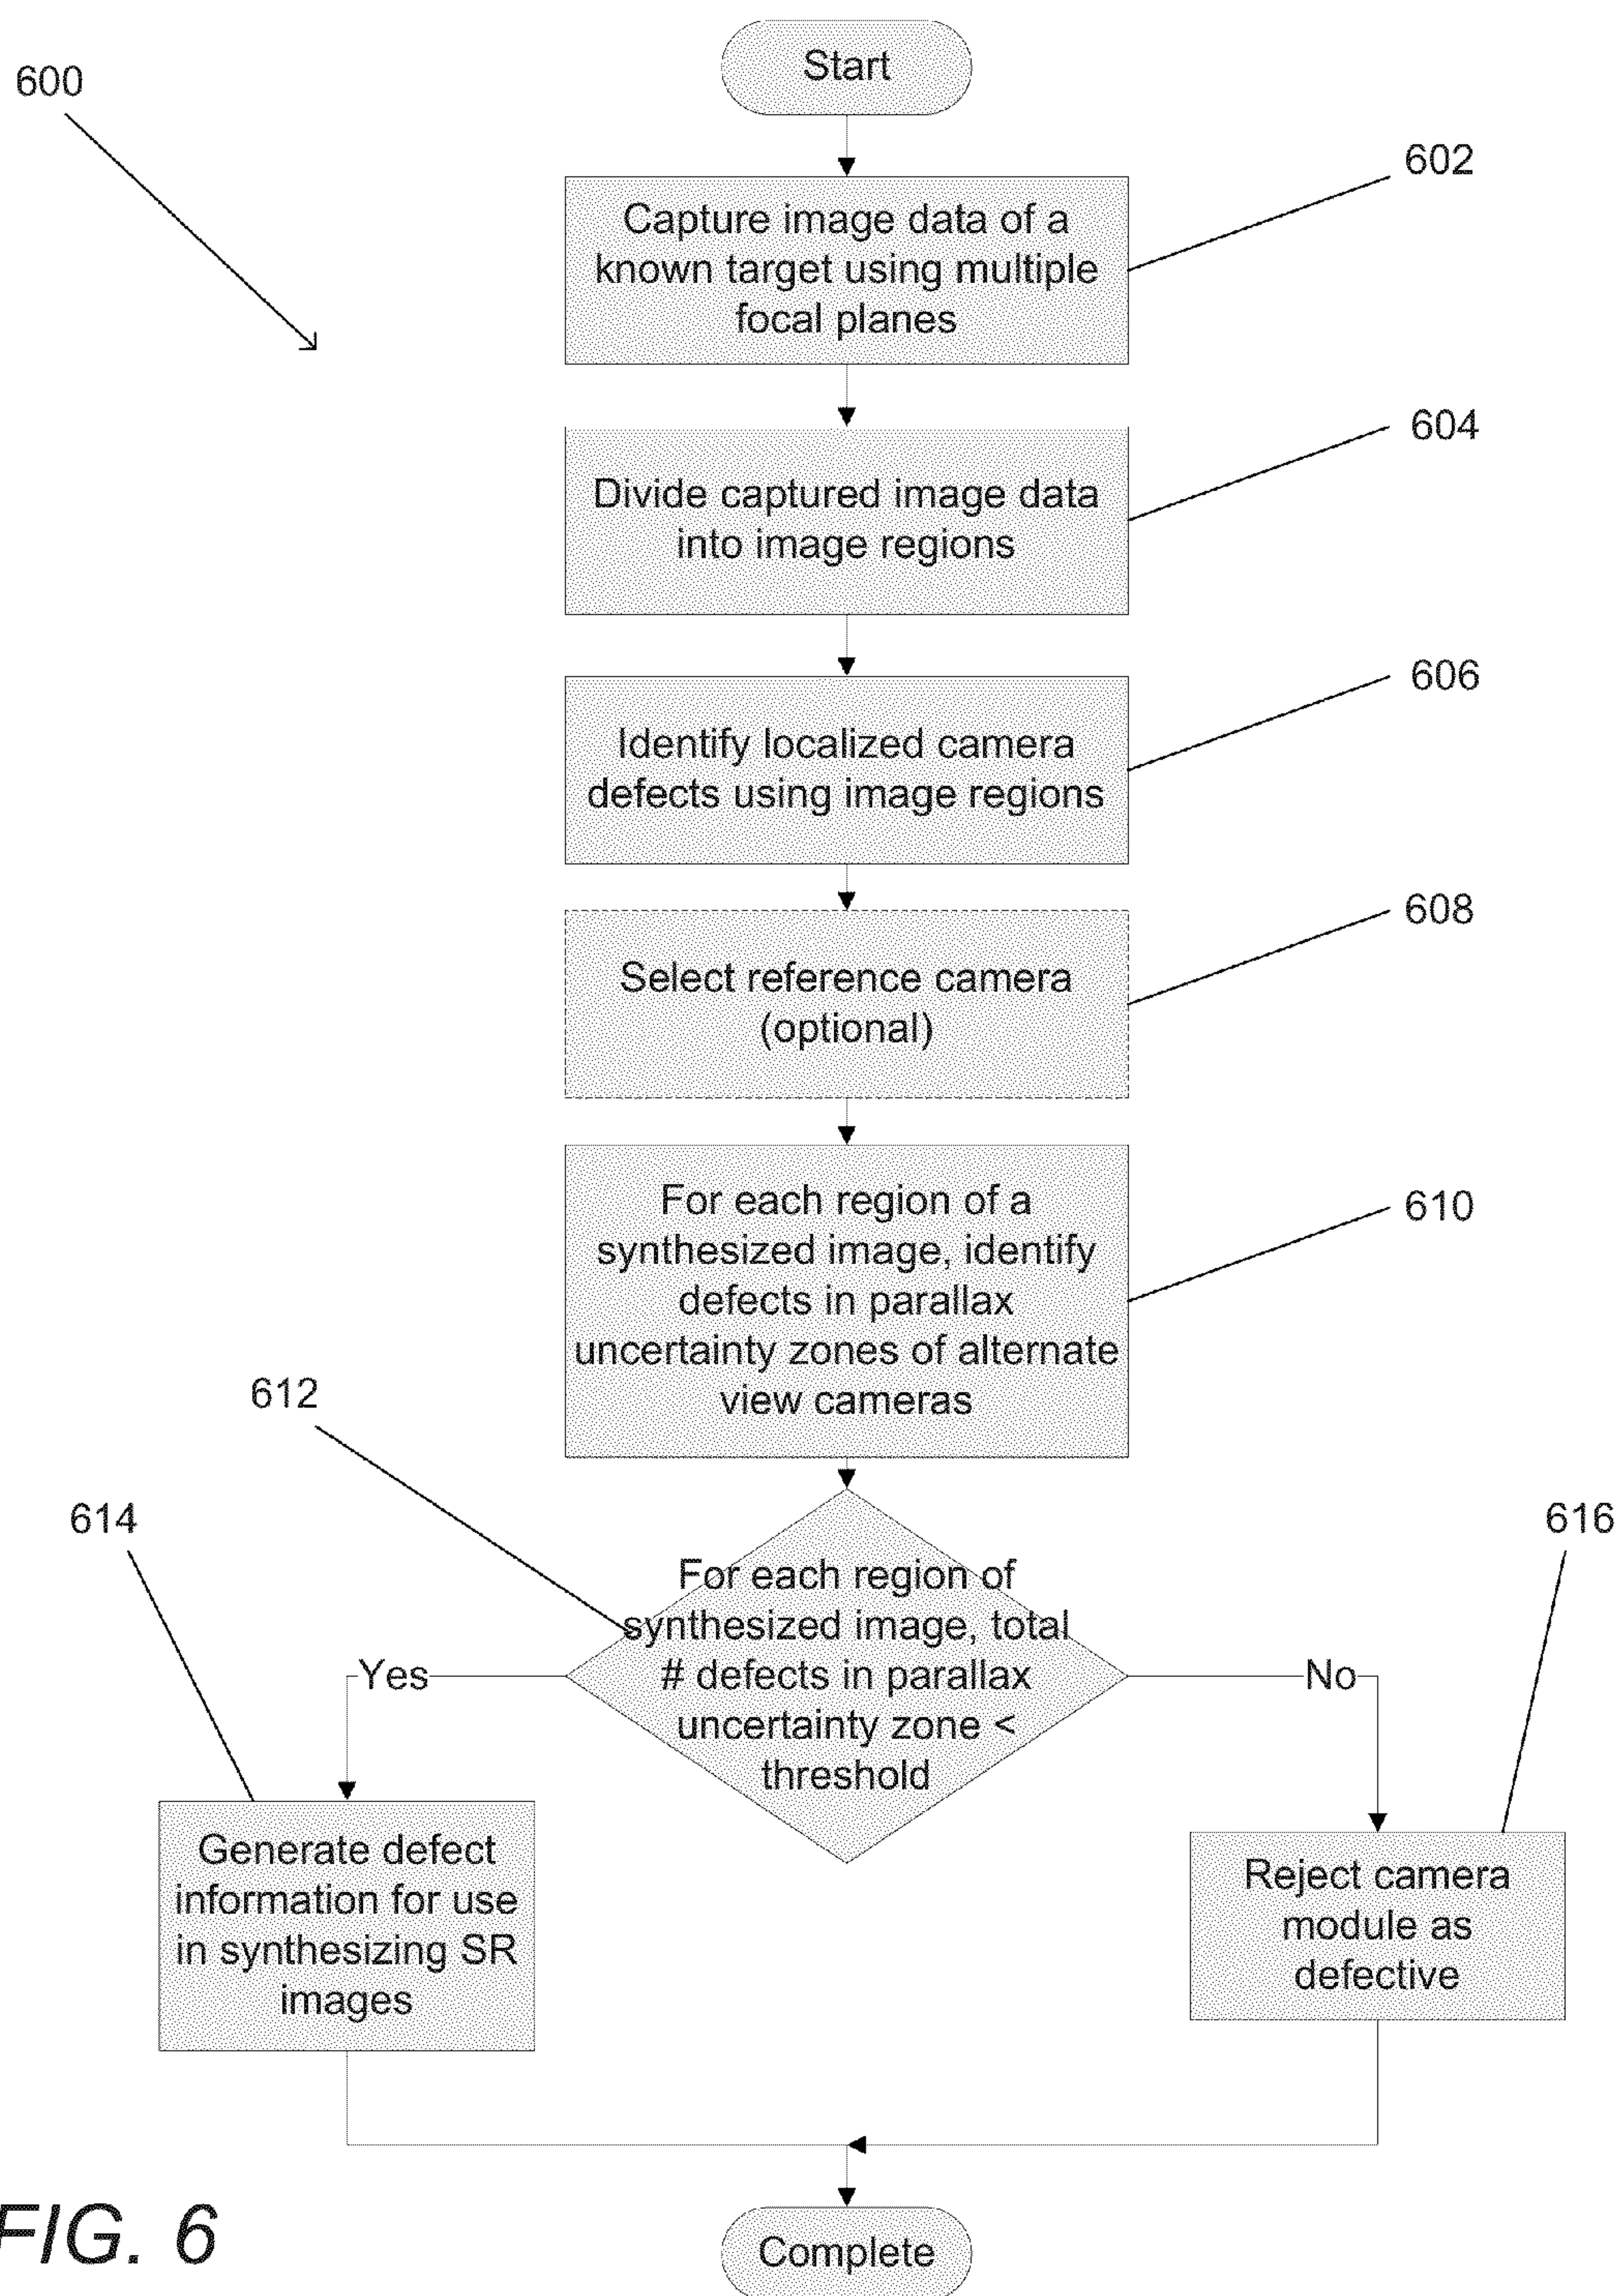 Start
600
602
Capture image data of a
known target using multiple
focal planes
604
Divide captured image data
into image regions
606
Identify localized camera
defects using image regions
608
Select reference camera
(optional)
610
For each region of a
synthesized image, identify
defects in parallax
uncertainty zones of alternate
view cameras
612
614
616
For each region of
synthesized image, total
# defects in parallax
uncertainty zone <
threshold
Yes
No
Generate defect
information for use
in synthesizing SR
images
Reject camera
module as
defective
FIG. 6
Complete